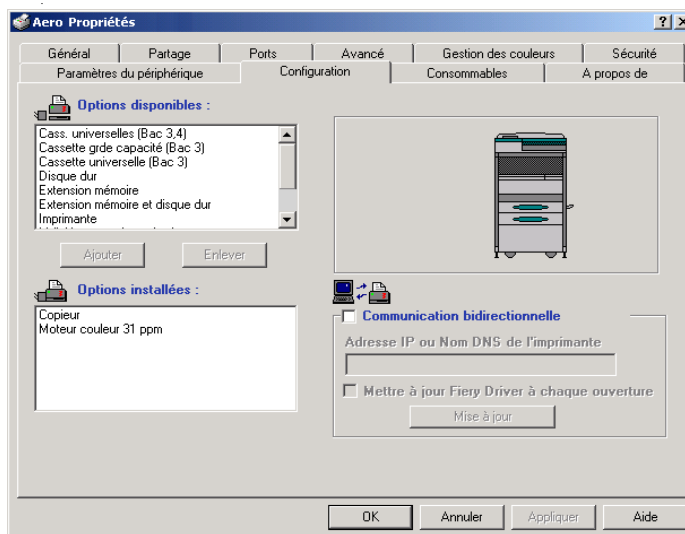 Aero Propriétés
Général Partage Ports Avancé Gestion des couleurs Sécurité
Paramètres du périphérique Configuration Consommables A propos de
Options disponibles :
Cass. universelles (Bac 3,4)
Cassette grde capacité (Bac 3)
Cassette universelle (Bac 3)
Disque dur
Extension mémoire
Extension mémoire et disque dur
Imprimante
Ajouter Enlever
Options installées :
Copieur
Moteur couleur 31 ppm
Communication bidirectionnelle
Adresse IP ou Nom DNS de l'imprimante
Mettre à jour Fiery Driver à chaque ouverture
Mise à jour
OK Annuler Appliquer Aide